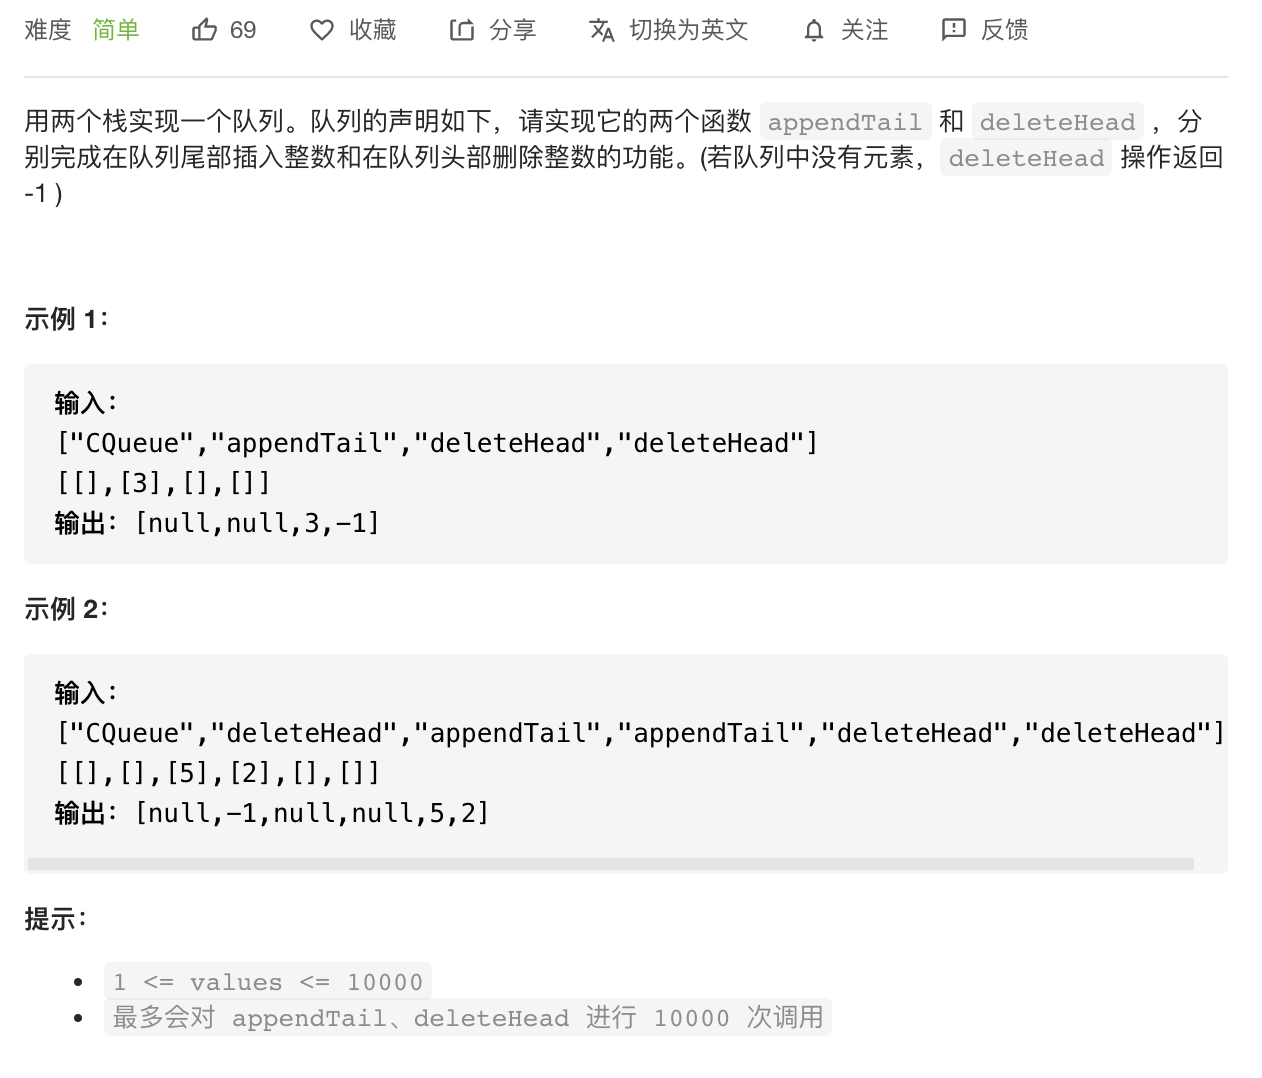 难度 简单 69 收藏 分享 切换为英文 关注 反馈
用两个栈实现一个队列。队列的声明如下，请实现它的两个函数 appendTail 和 deleteHead ，分
别完成在队列尾部插入整数和在队列头部删除整数的功能。(若队列中没有元素，deleteHead 操作返回
-1 )
示例 1：
输入：
["CQueue","appendTail","deleteHead","deleteHead"]
[[],[3],[],[]]
输出：[null,null,3,-1]
示例 2：
输入：
["CQueue","deleteHead","appendTail","appendTail","deleteHead","deleteHead"]
[[],[],[5],[2],[],[]]
输出：[null,-1,null,null,5,2]
提示：
1 <= values <= 10000
最多会对 appendTail、deleteHead 进行 10000 次调用